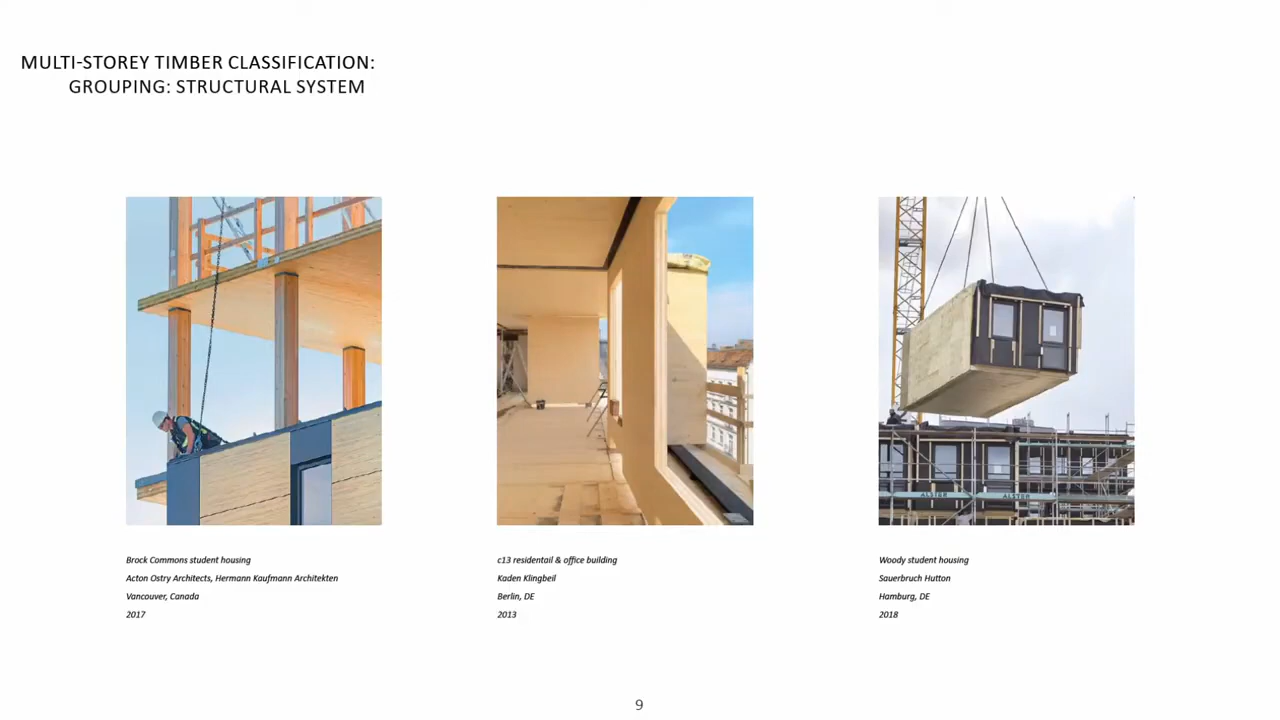 MULTI-STOREY TIMBER CLASSIFICATION:
GROUPING: STRUCTURAL SYSTEM
ALSTER
ALSTER
Brock Commons student housing
Acton Ostry Architects, Hermann Kaufmann Architekten
Vancouver, Canada
2017
c13 residentail & office building
Kaden Klingbeil
Berlin, DE
2013
Woody student housing
Sauerbruch Hutton
Hamburg, DE
2018
9